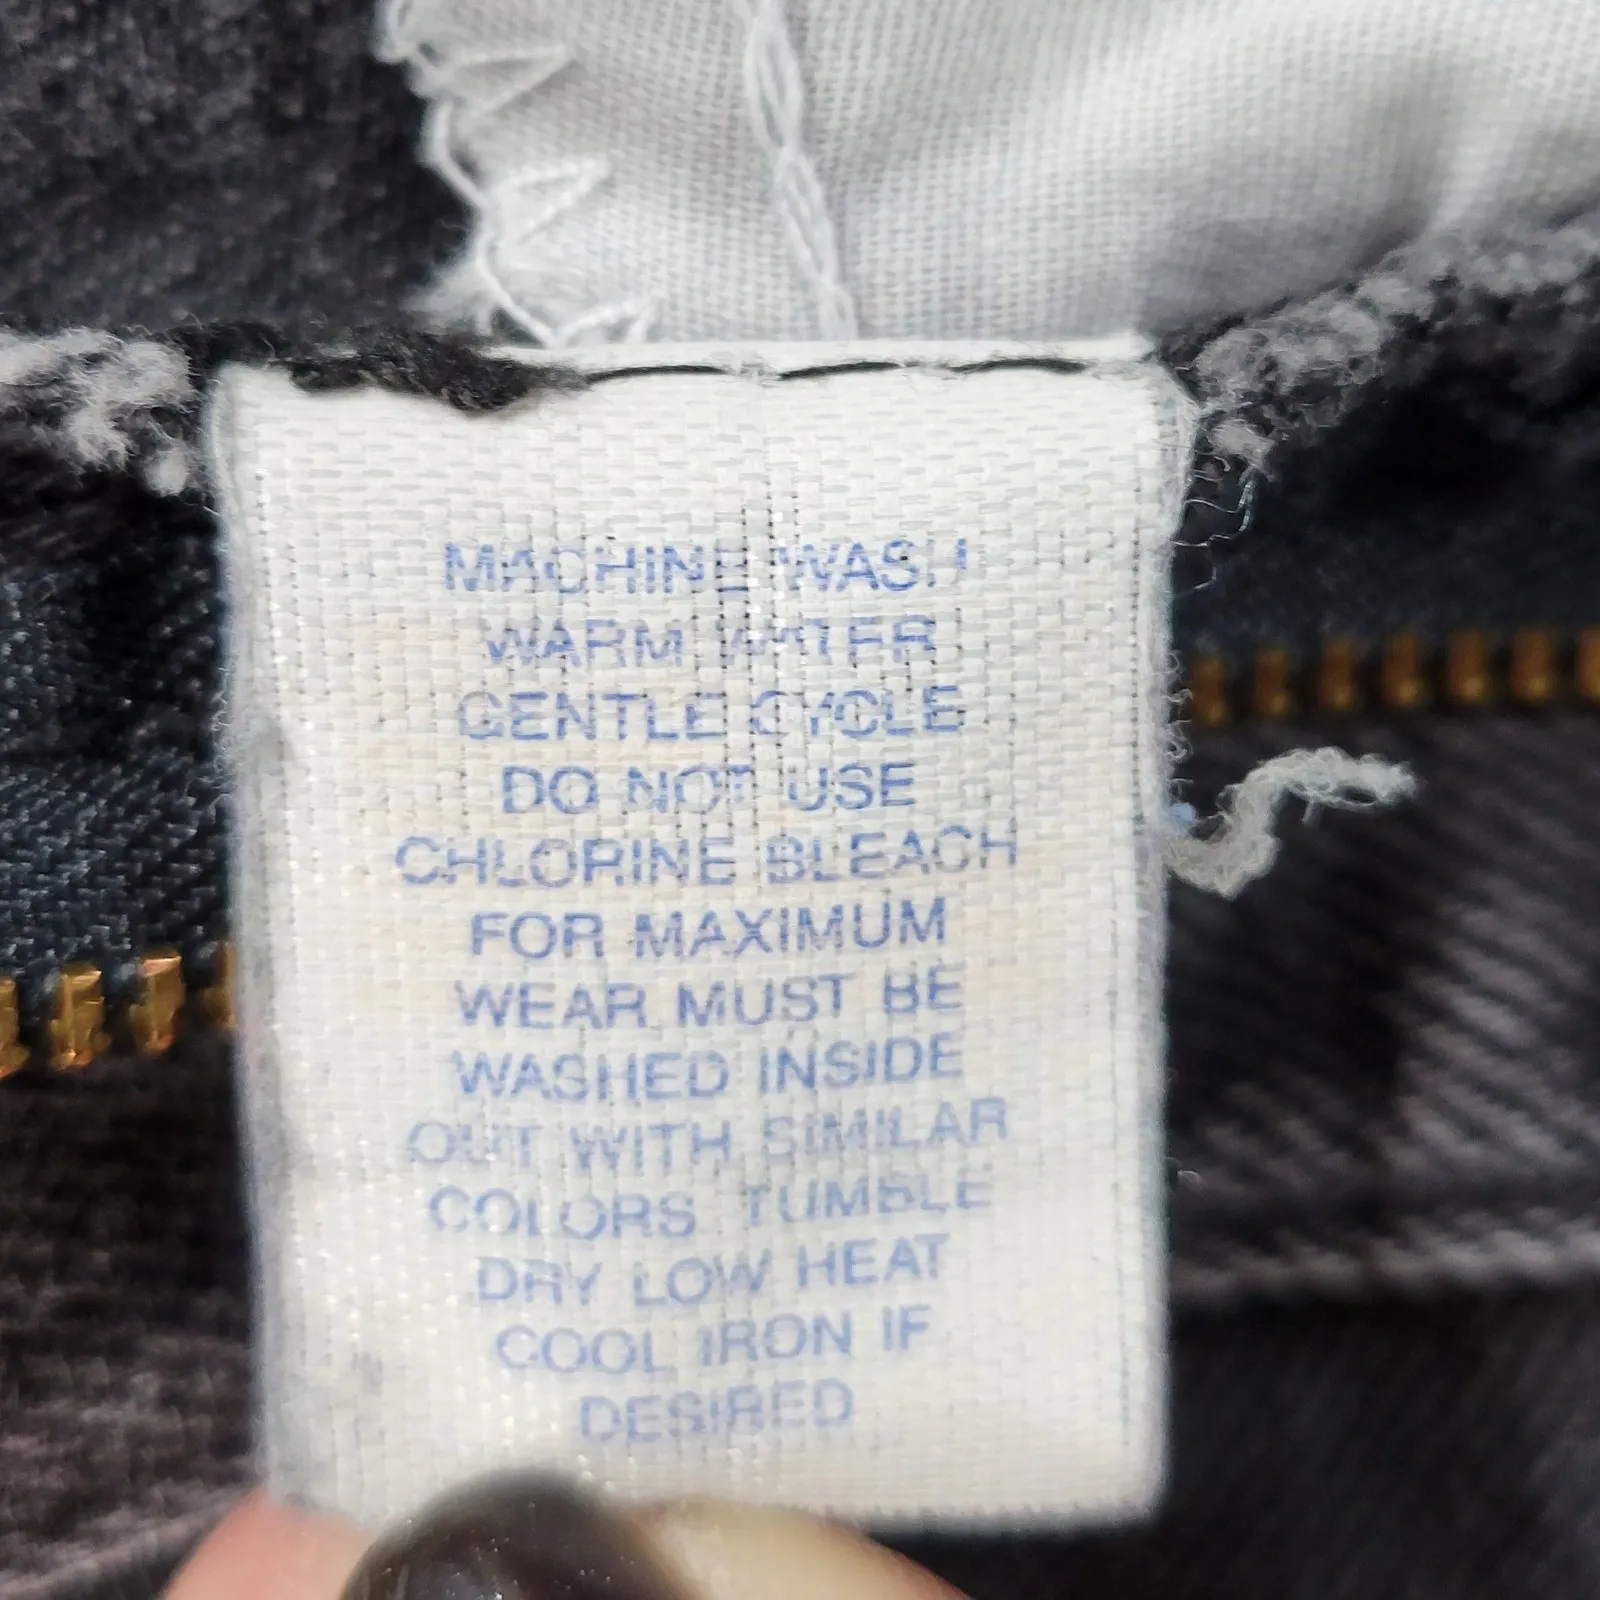 MACHINE WASH
WARM WATER
GENTLE CYCLE
DO NOT USE
CHLORINE BLEACH
FOR MAXIMUM
WEAR MUST BE
WASHED INSIDE
OUT WITH SIMILAR
COLORS TUMBLE
DRY LOW HEAT
COOL IRON IF
DESIRED